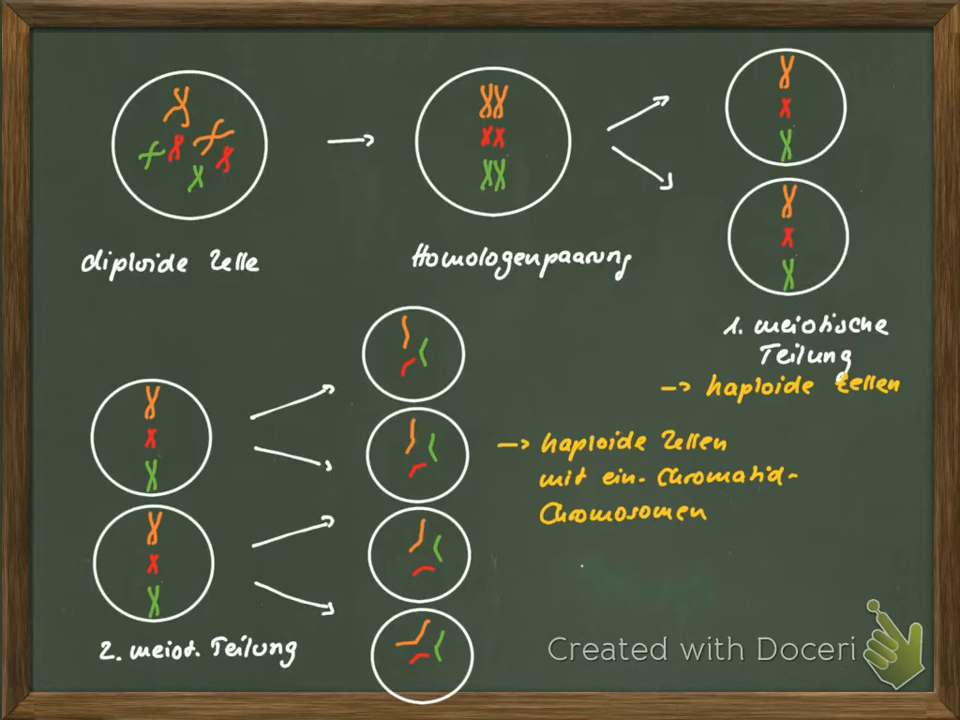 diploide Zelle
Homologenpaarung
1. meiotische
Teilung
-> haploide Zellen
-> haploide Zellen
mit ein-Chromatid-
Chromosomen
2. meiot. Teilung
Created with Doceri